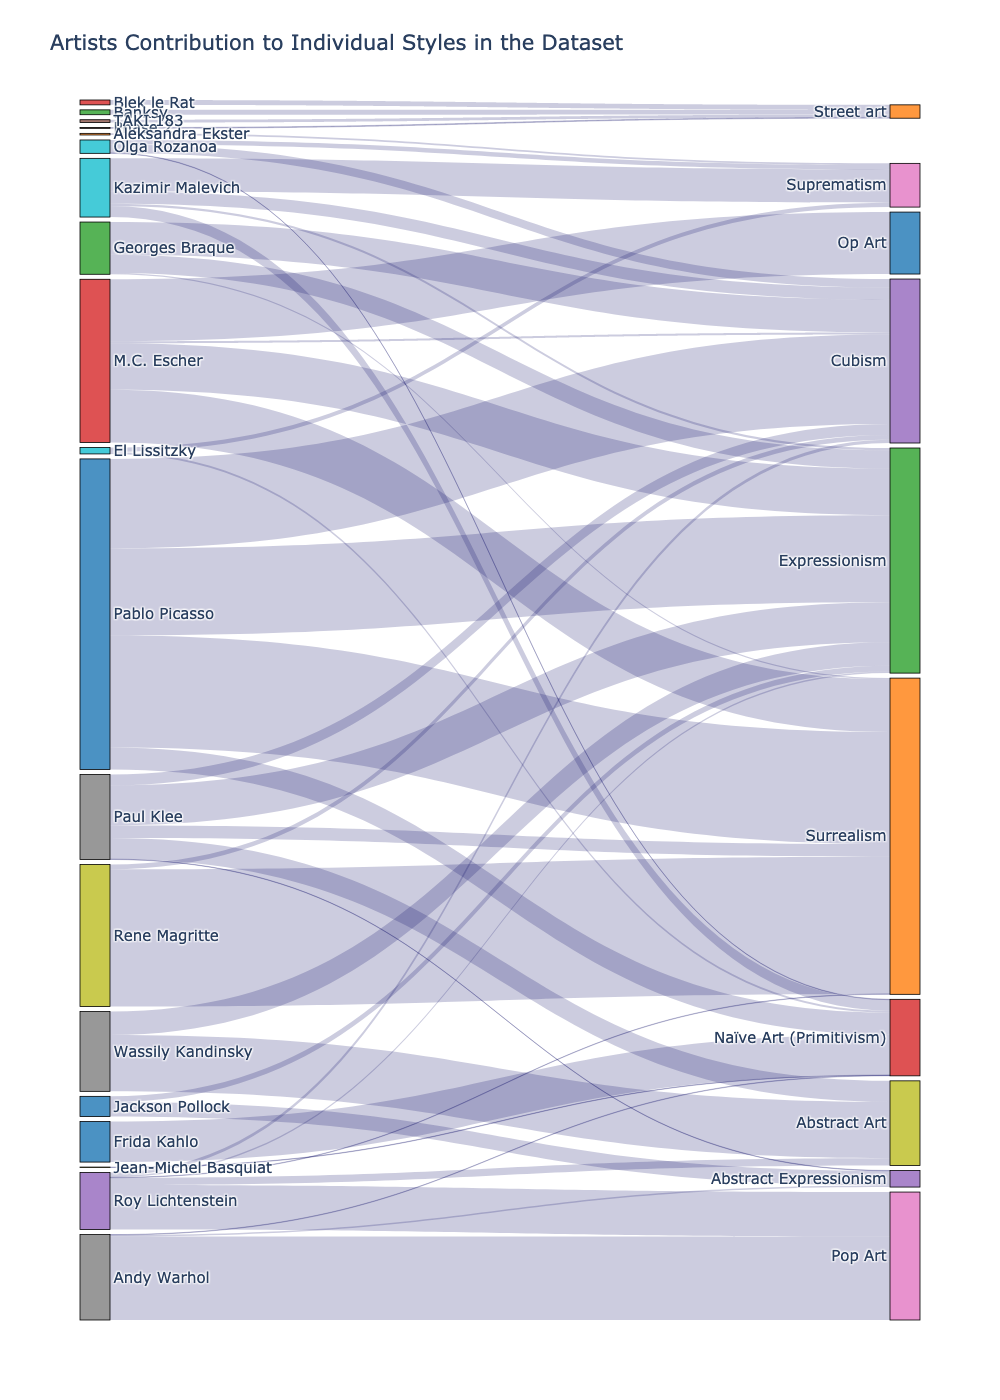 Artists Contribution to Individual Styles in the Dataset
Blek le Rat
Banksy
TAKI 183
Aleksandra Ekster
Olga Rozanoa
Kazimir Malevich
Georges Braque
M.C. Escher
El Lissitzky
Pablo Picasso
Paul Klee
Rene Magritte
Wassily Kandinsky
Jackson Pollock
Frida Kahlo
Jean-Michel Basquiat
Roy Lichtenstein
Andy Warhol
Street art
Suprematism
Op Art
Cubism
Expressionism
Surrealism
Naïve Art (Primitivism)
Abstract Art
Abstract Expressionism
Pop Art